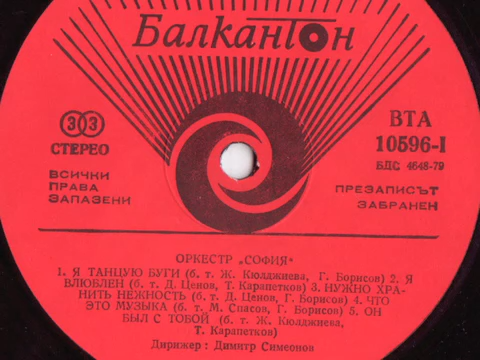 Балкантон
33
СТЕРЕО
ВТА
10596-I
БДС 4648-79
ВСИЧКИ
ПРАВА
ЗАПАЗЕНИ
ПРЕЗАПИСЪТ
ЗАБРАНЕН
ОРКЕСТР „СОФИЯ"
1. Я ТАНЦУЮ БУГИ (б. т. Ж. Кюлджиева, Г. Борисов) 2. Я
ВЛЮБЛЕН (б. т. Д. Ценов, Т. Карапетков) 3. НУЖНО ХРА-
НИТЬ НЕЖНОСТЬ (б. т. Д. Ценов, Г. Борисов) 4. ЧТО
ЭТО МУЗЫКА (б. т. М. Спасов, Г. Борисов) 5. ОН
БЫЛ С ТОБОЙ (б. т. Ж. Кюлджиева,
Т. Карапетков)
Дирижер : Димитр Симеонов